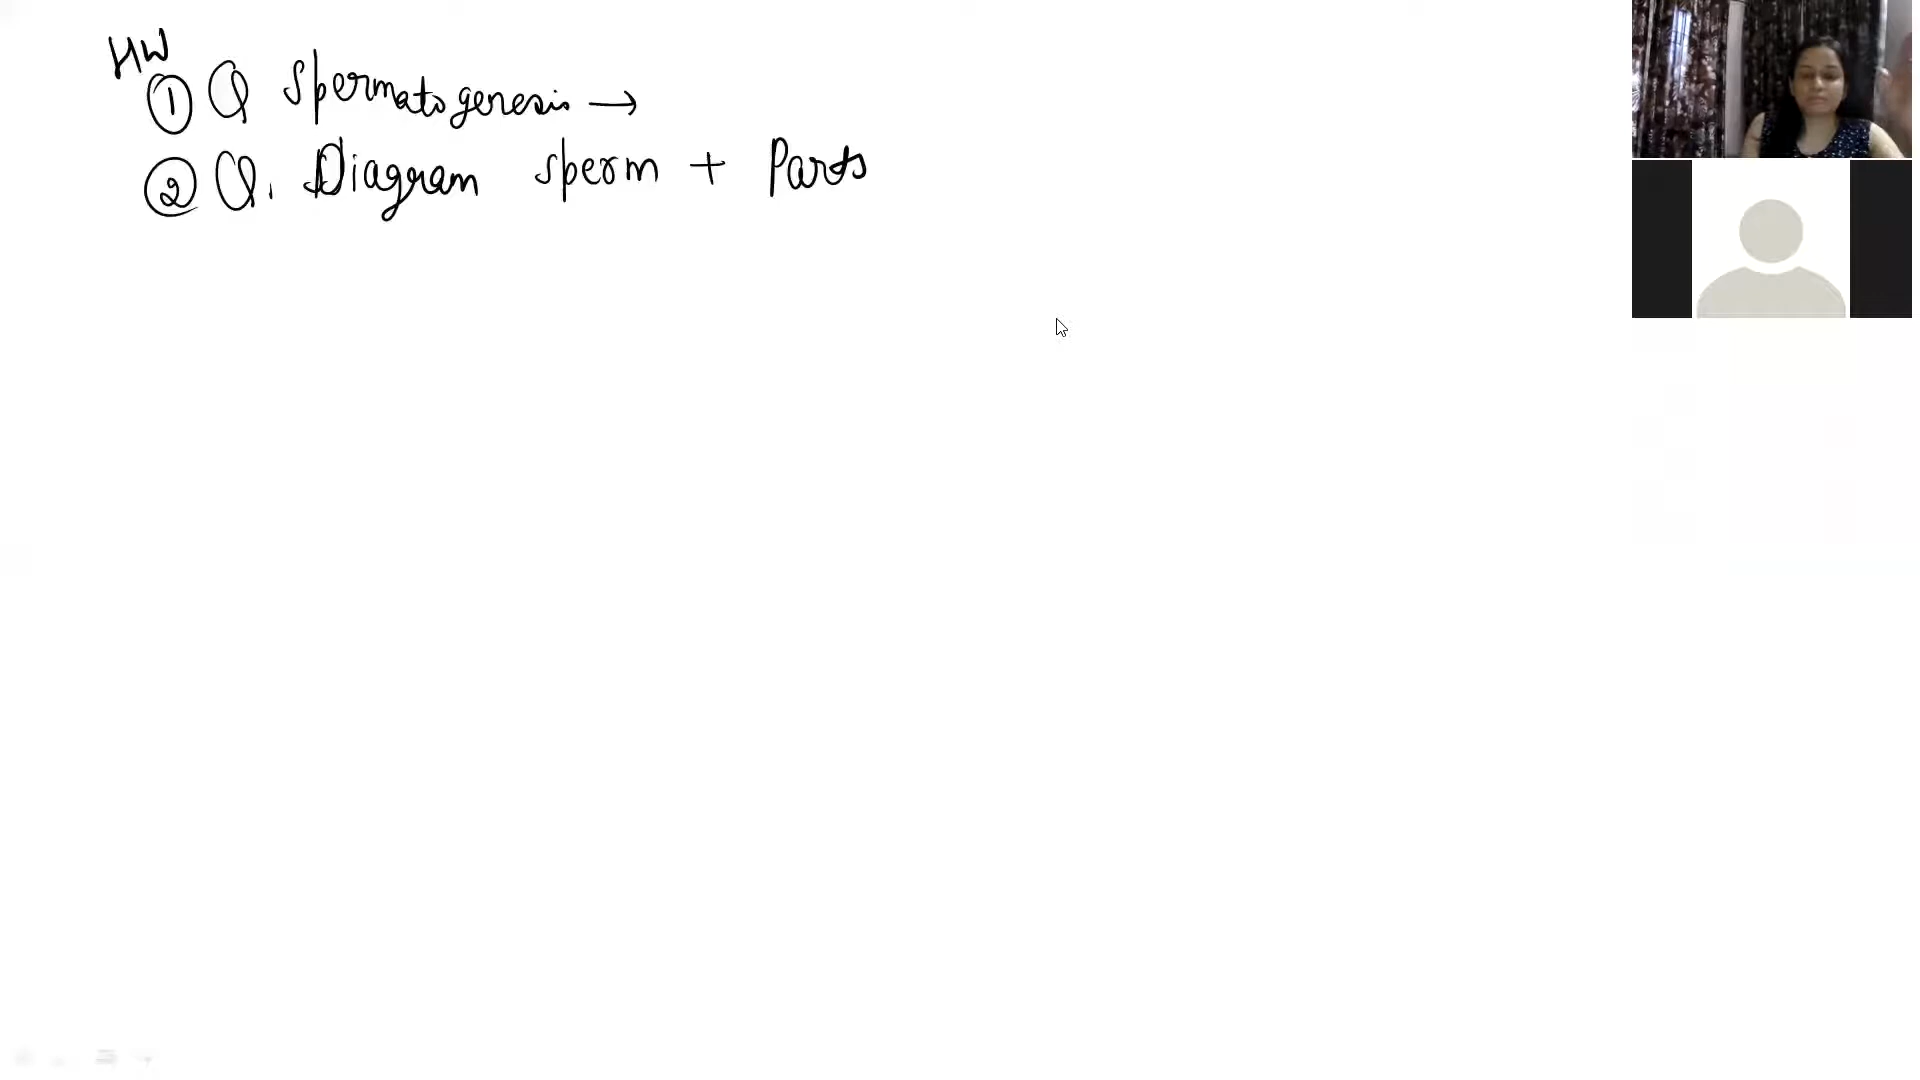 HW
① Q Spermatogenesis →
② Q. Diagram sperm + Parts